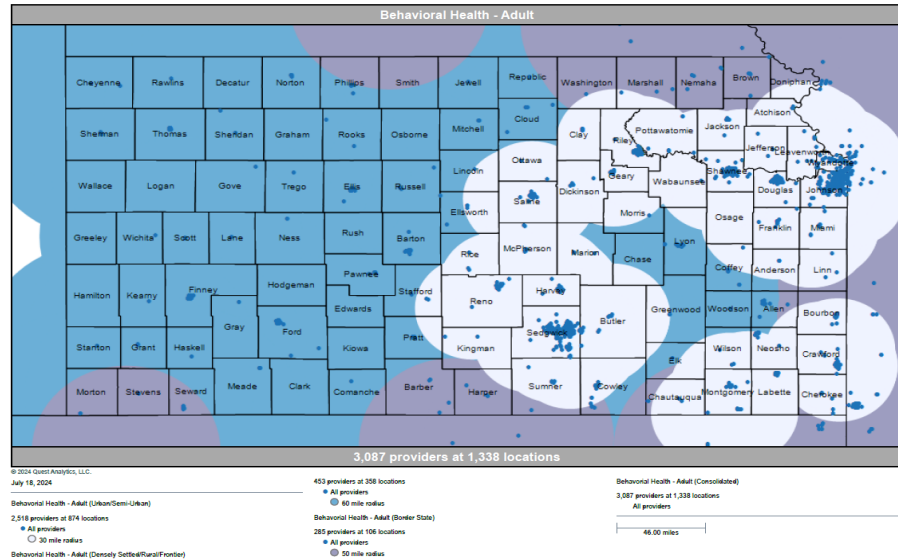 Behavioral Health - Adult
Cheyenne Rawlins Decatur Norton Phillips Smith Jewell Republic Washington Marshall Nemaha Brown Doniphan
Cloud Atchison
Sherman Thomas Sheridan Graham Rooks Osborne Mitchell Clay Riley Pottawatomie Jackson
Jefferson Leavenworth
Ottawa Wyandotte
Wallace Logan Gove Trego Ellis Russell Lincoln Dickinson Geary Wabaunsee Shawnee Douglas Johnson
Saline
Ellsworth Morris Osage
Greeley Wichita Scott Lane Ness Rush Barton McPherson Marion Chase Lyon Franklin Miami
Rice
Pawnee Coffey Anderson Linn
Hamilton Kearny Finney Hodgeman Edwards Stafford Reno Harvey
Gray Ford Butler Greenwood Woodson Allen Bourbon
Stanton Grant Haskell Kiowa Pratt Kingman Sedgwick Elk Wilson Neosho Crawford
Morton Stevens Seward Meade Clark Comanche Barber Harper Sumner Cowley Chautauqua Montgomery Labette Cherokee
3,087 providers at 1,338 locations
© 2024 Quest Analytics, LLC.
July 18, 2024
Behavorial Health - Adult (Urban/Semi-Urban)
2,518 providers at 874 locations
All providers
30 mile radius
Behavorial Health - Adult (Densely Settled/Rural/Frontier)
453 providers at 358 locations
All providers
60 mile radius
Behavorial Health - Adult (Border State)
285 providers at 106 locations
All providers
50 mile radius
Behavorial Health - Adult (Consolidated)
3,087 providers at 1,338 locations
All providers
46.00 miles